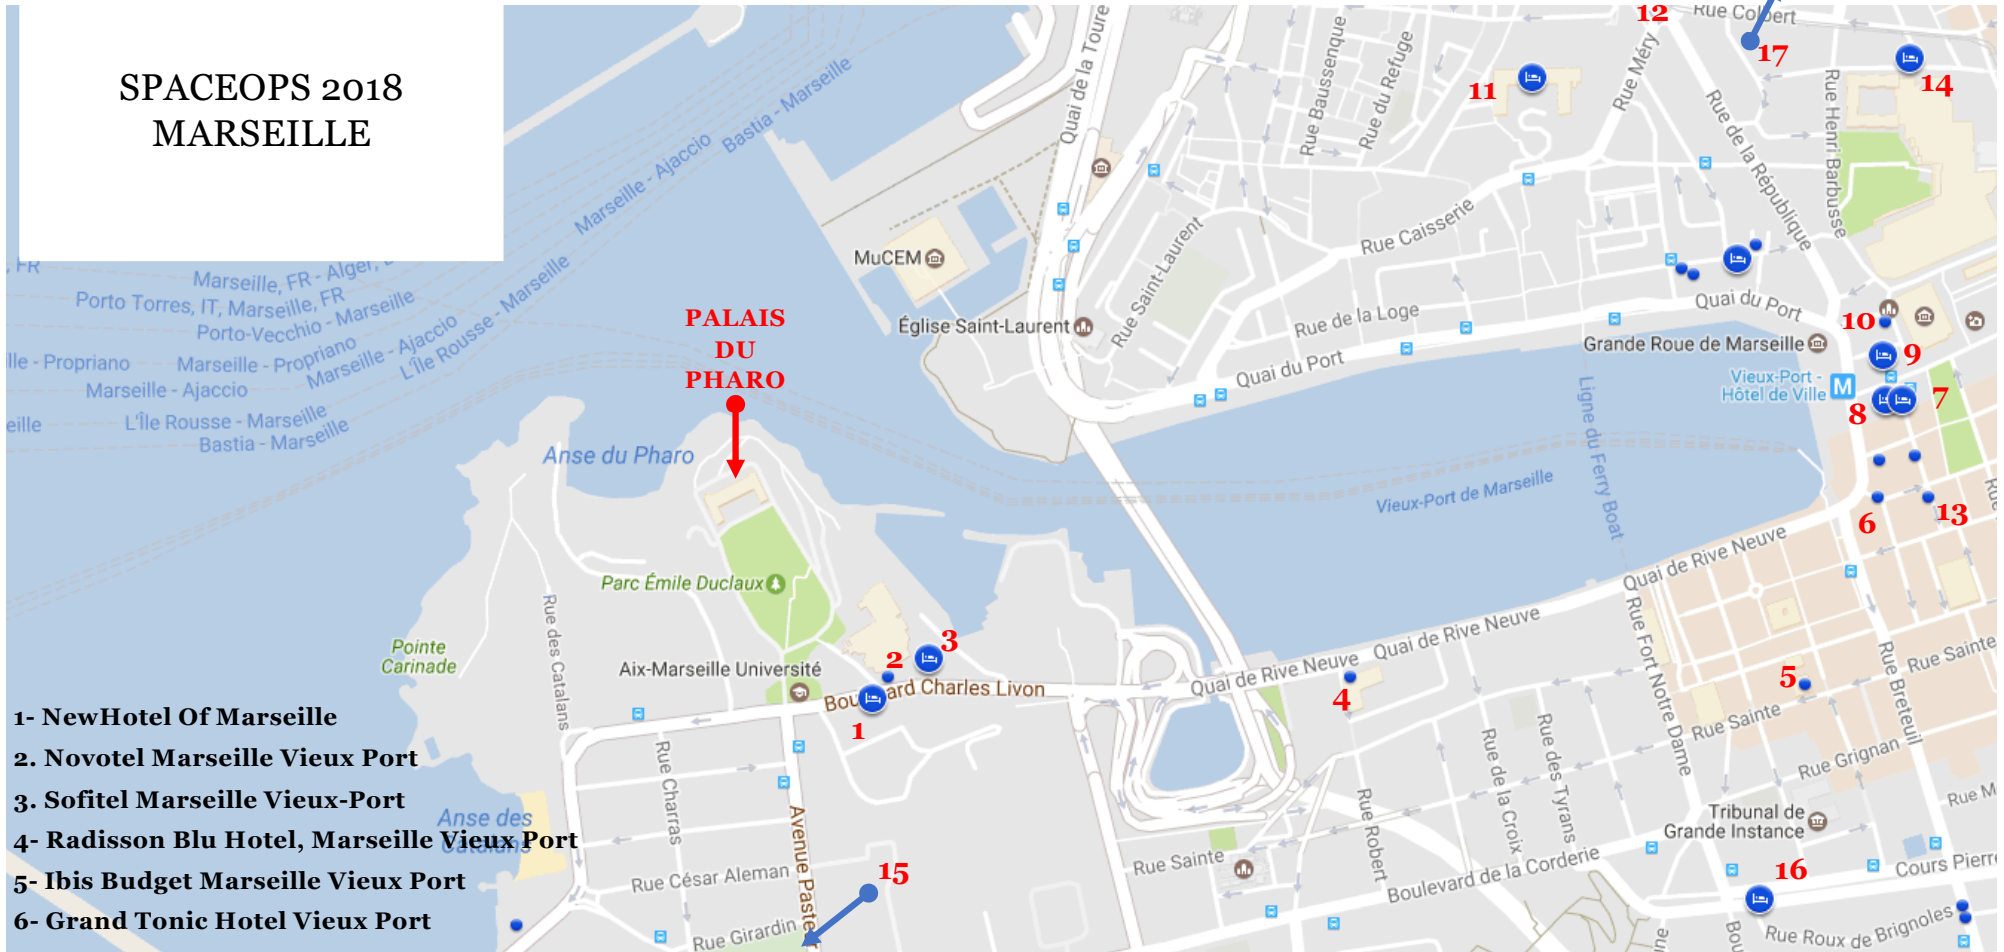 SPACEOPS 2018
MARSEILLE
Quai de la Toure
Rue Baussenque
Rue du Refuge
12
Rue Colbert
17
14
11
Rue Méry
Rue de la République
Rue Henri Barbusse
Bastia - Marseille
Marseille - Ajaccio
MuCEM
Rue Caisserie
Rue Saint-Laurent
, FR
Marseille, FR - Alger,
Porto Torres, IT, Marseille, FR
Porto-Vecchio - Marseille
L'Île Rousse - Marseille
lle - Propriano
Marseille - Propriano
Marseille - Ajaccio
Marseille - Ajaccio
eille
L'Île Rousse - Marseille
Bastia - Marseille
PALAIS
DU
PHARO
Église Saint-Laurent
Rue de la Loge
Quai du Port
Quai du Port
10
Grande Roue de Marseille
9
Vieux-Port -
Hôtel de Ville
M
8
7
Ligne du Ferry Boat
Anse du Pharo
Vieux-Port de Marseille
6
13
Rue
Quai de Rive Neuve
Parc Émile Duclaux
Rue des Catalans
Pointe
Carinade
Aix-Marseille Université
2
3
1
Boulevard Charles Livon
Quai de Rive Neuve
Quai de Rive Neuve
4
5
Rue Fort Notre Dame
Rue Breteuil
Rue Sainte
Rue Sainte
Rue Grignan
Rue M
1- NewHotel Of Marseille
2. Novotel Marseille Vieux Port
3. Sofitel Marseille Vieux-Port
4- Radisson Blu Hotel, Marseille Vieux Port
5- Ibis Budget Marseille Vieux Port
6- Grand Tonic Hotel Vieux Port
Anse des
Catalans
Rue Charras
Avenue Pasteur
Rue César Aleman
15
Rue Girardin
Rue Sainte
Rue Robert
Rue de la Croix
Rue des Tyrans
Boulevard de la Corderie
Tribunal de
Grande Instance
16
Cours Pierre
Rue Roux de Brignoles
Bou